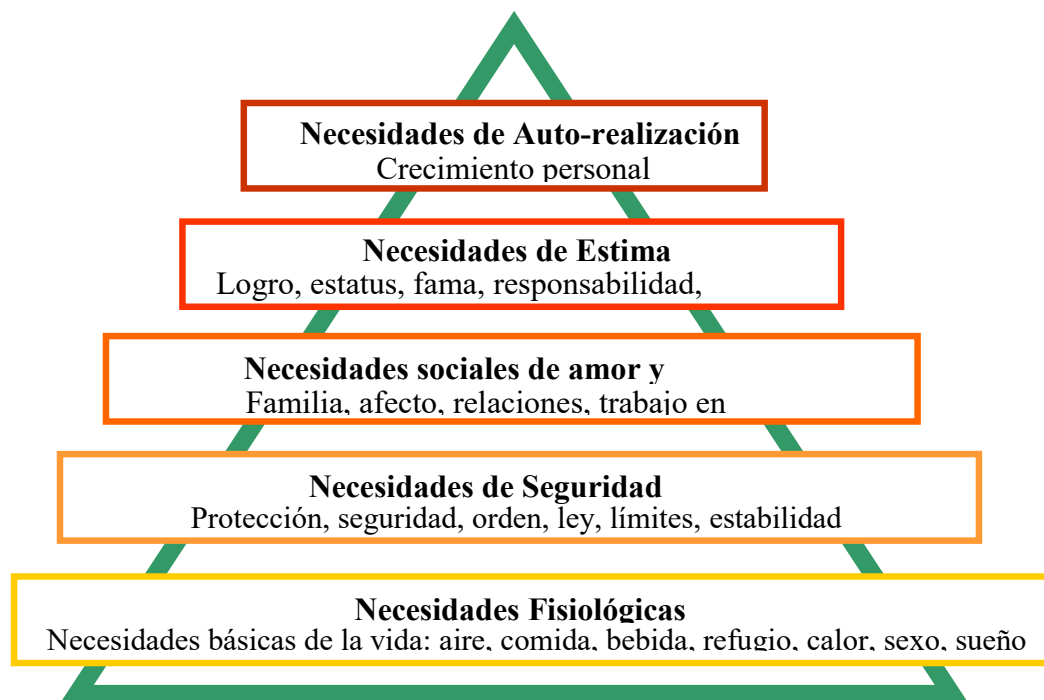 Necesidades de Auto-realización
Crecimiento personal
Necesidades de Estima
Logro, estatus, fama, responsabilidad,
Necesidades sociales de amor y
Familia, afecto, relaciones, trabajo en
Necesidades de Seguridad
Protección, seguridad, orden, ley, límites, estabilidad
Necesidades Fisiológicas
Necesidades básicas de la vida: aire, comida, bebida, refugio, calor, sexo, sueño